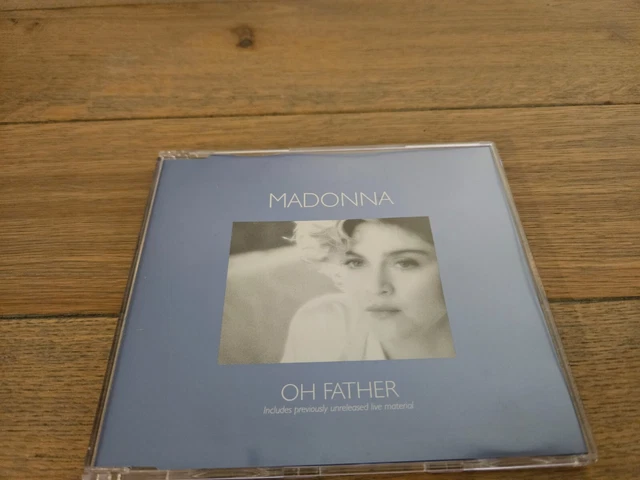 MADONNA
OH FATHER
Includes previously unreleased live material